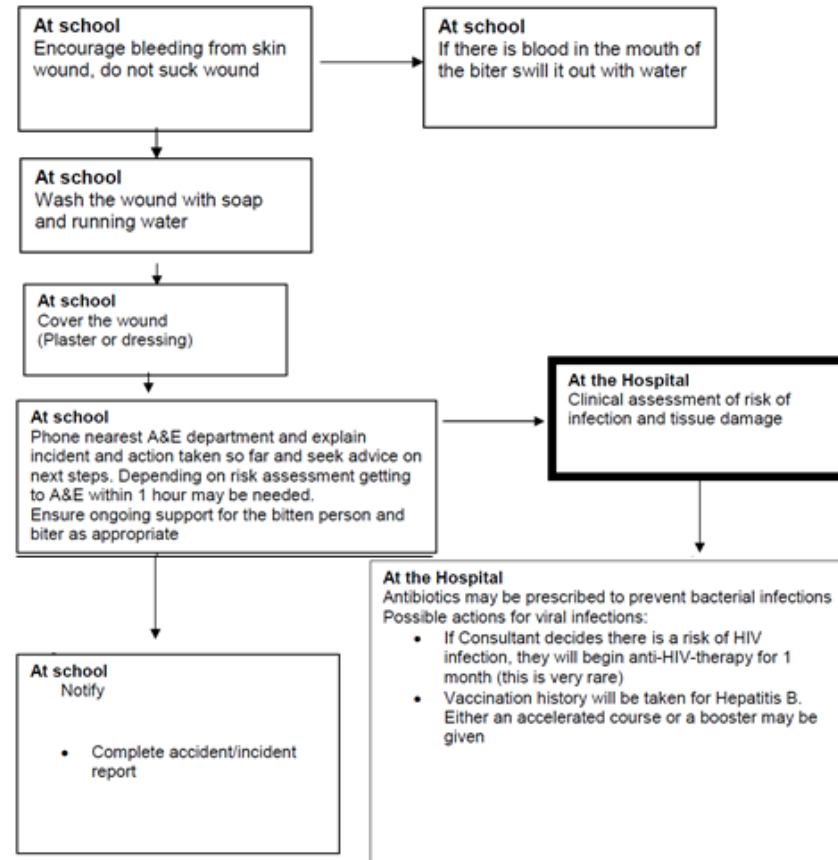 At school
Encourage bleeding from skin
wound, do not suck wound
At school
If there is blood in the mouth of
the biter swill it out with water
At school
Wash the wound with soap
and running water
At school
Cover the wound
(Plaster or dressing)
At school
Phone nearest A&E department and explain
incident and action taken so far and seek advice on
next steps. Depending on risk assessment getting
to A&E within 1 hour may be needed.
Ensure ongoing support for the bitten person and
biter as appropriate
At the Hospital
Clinical assessment of risk of
infection and tissue damage
At the Hospital
Antibiotics may be prescribed to prevent bacterial infections
Possible actions for viral infections:
• If Consultant decides there is a risk of HIV
infection, they will begin anti-HIV-therapy for 1
month (this is very rare)
• Vaccination history will be taken for Hepatitis B.
Either an accelerated course or a booster may be
given
At school
Notify
• Complete accident/incident
report